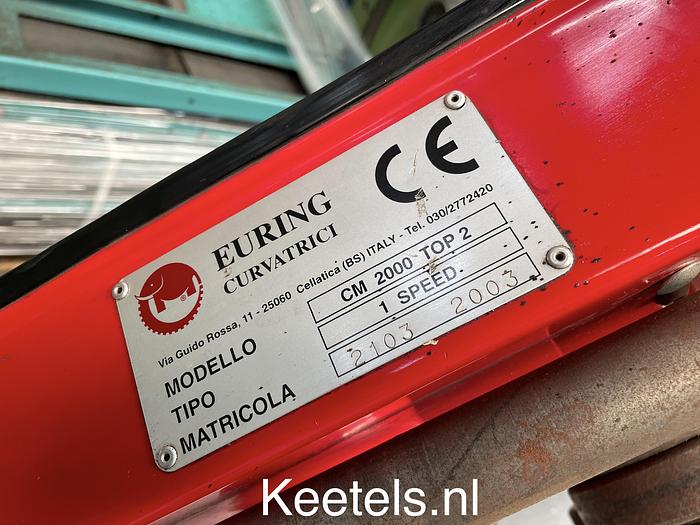 EURING
CURVATRICI
CE
Via Guido Rossa, 11 - 25060 Cellatica (BS) ITALY - Tel. 030/2772420
MODELLO CM 2000 TOP 2
TIPO 1 SPEED
MATRICOLA 2103 2003
Keetels.nl